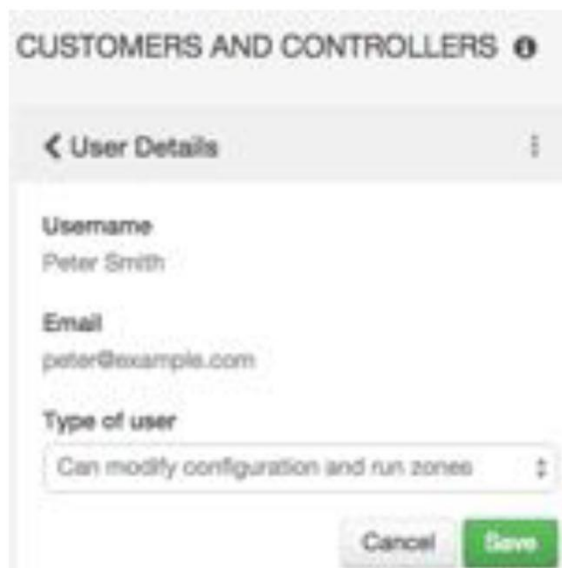 CUSTOMERS AND CONTROLLERS
User Details
Username
Peter Smith
Email
peter@example.com
Type of user
Can modify configuration and run zones
Cancel Save